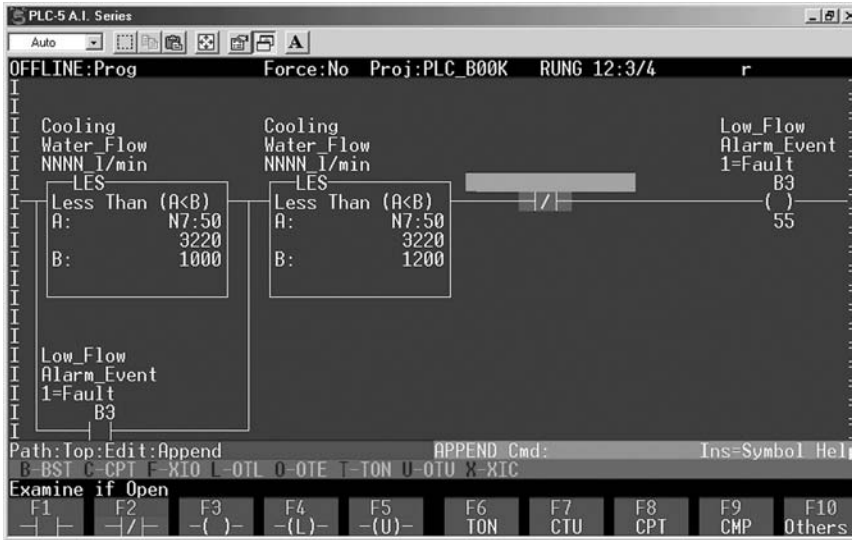 PLC-5 A.I. Series
Auto
A
OFFLINE:Prog Force:No Proj:PLC_B00K RUNG 12:3/4 r
Cooling Cooling Low_Flow
Water_Flow Water_Flow Alarm_Event
NNNN_l/min NNNN_l/min 1=Fault
LES LES B3
Less Than (A<B) Less Than (A<B) ( )
A: N7:50 A: N7:50 55
3220 3220
B: 1000 B: 1200
Low_Flow
Alarm_Event
1=Fault
B3
Path:Top:Edit:Append APPEND Cmd: Ins=Symbol Hel
B-BST C-CPT F-XIO L-OTL O-OTE T-TON U-OTU X-XIC
Examine if Open
F1 F2 F3 F4 F5 F6 F7 F8 F9 F10
-| |- -|/|- -( )- -(L)- -(U)- TON CTU CPT CMP Others